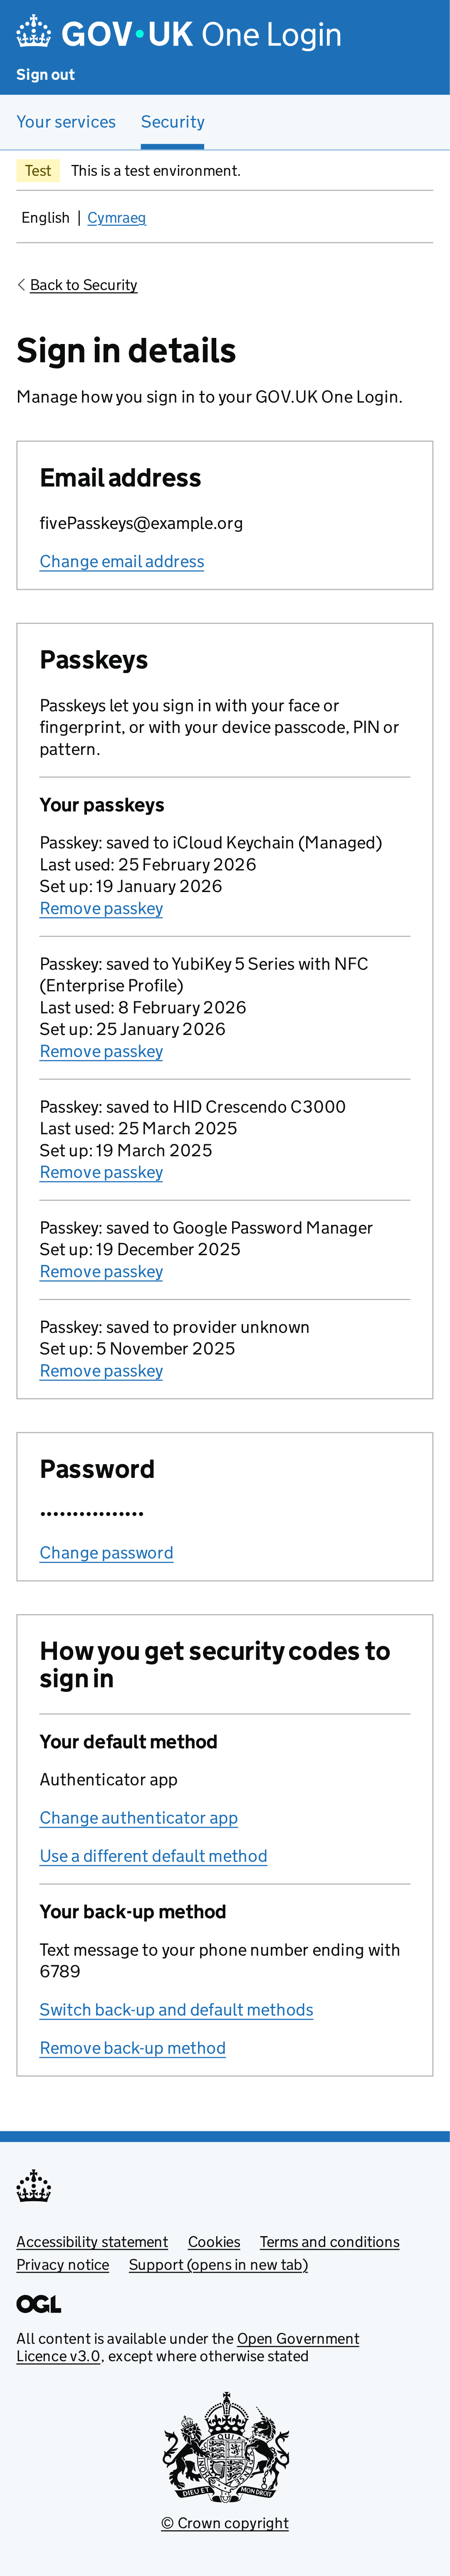 GOV·UK One Login
Sign out
Your services Security
Test This is a test environment.
English | Cymraeg
Back to Security
Sign in details
Manage how you sign in to your GOV.UK One Login.
Email address
fivePasskeys@example.org
Change email address
Passkeys
Passkeys let you sign in with your face or
fingerprint, or with your device passcode, PIN or
pattern.
Your passkeys
Passkey: saved to iCloud Keychain (Managed)
Last used: 25 February 2026
Set up: 19 January 2026
Remove passkey
Passkey: saved to YubiKey 5 Series with NFC
(Enterprise Profile)
Last used: 8 February 2026
Set up: 25 January 2026
Remove passkey
Passkey: saved to HID Crescendo C3000
Last used: 25 March 2025
Set up: 19 March 2025
Remove passkey
Passkey: saved to Google Password Manager
Set up: 19 December 2025
Remove passkey
Passkey: saved to provider unknown
Set up: 5 November 2025
Remove passkey
Password
••••••••••••••••
Change password
How you get security codes to
sign in
Your default method
Authenticator app
Change authenticator app
Use a different default method
Your back-up method
Text message to your phone number ending with
6789
Switch back-up and default methods
Remove back-up method
Accessibility statement Cookies Terms and conditions
Privacy notice Support (opens in new tab)
OGL
All content is available under the Open Government
Licence v3.0, except where otherwise stated
DIEU ET MON DROIT
© Crown copyright